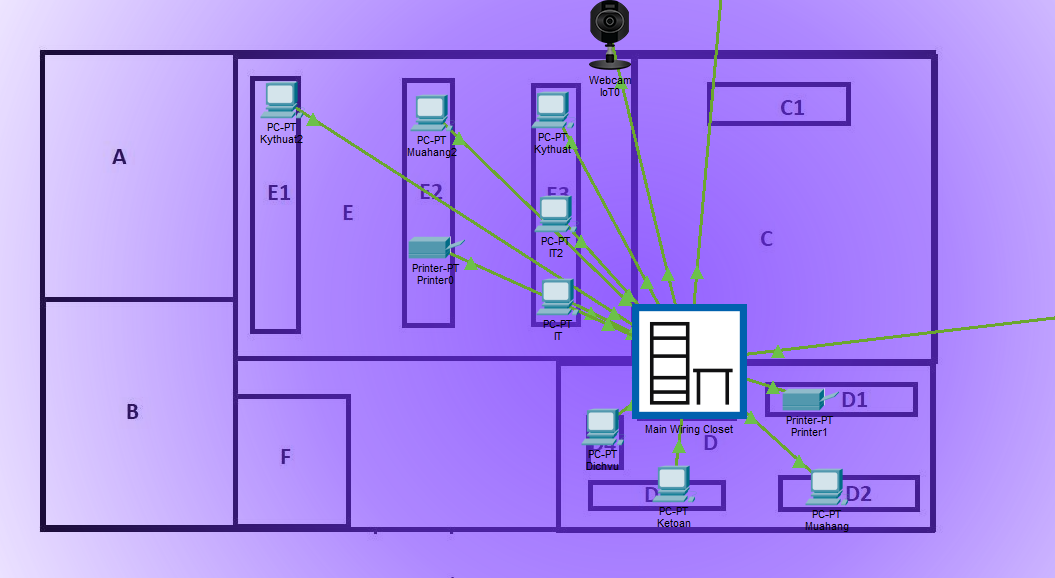 Webcam
IoT0
C1
PC-PT
Kythuat2
PC-PT
Muahang2
PC-PT
Kythuat
A
E1
E2
E3
E
C
PC-PT
IT2
Printer-PT
Printer0
PC-PT
IT
B
F
Main Wiring Closet
D
Printer-PT
Printer1
D1
PC-PT
Dichvu
D
PC-PT
Ketoan
D2
PC-PT
Muahang